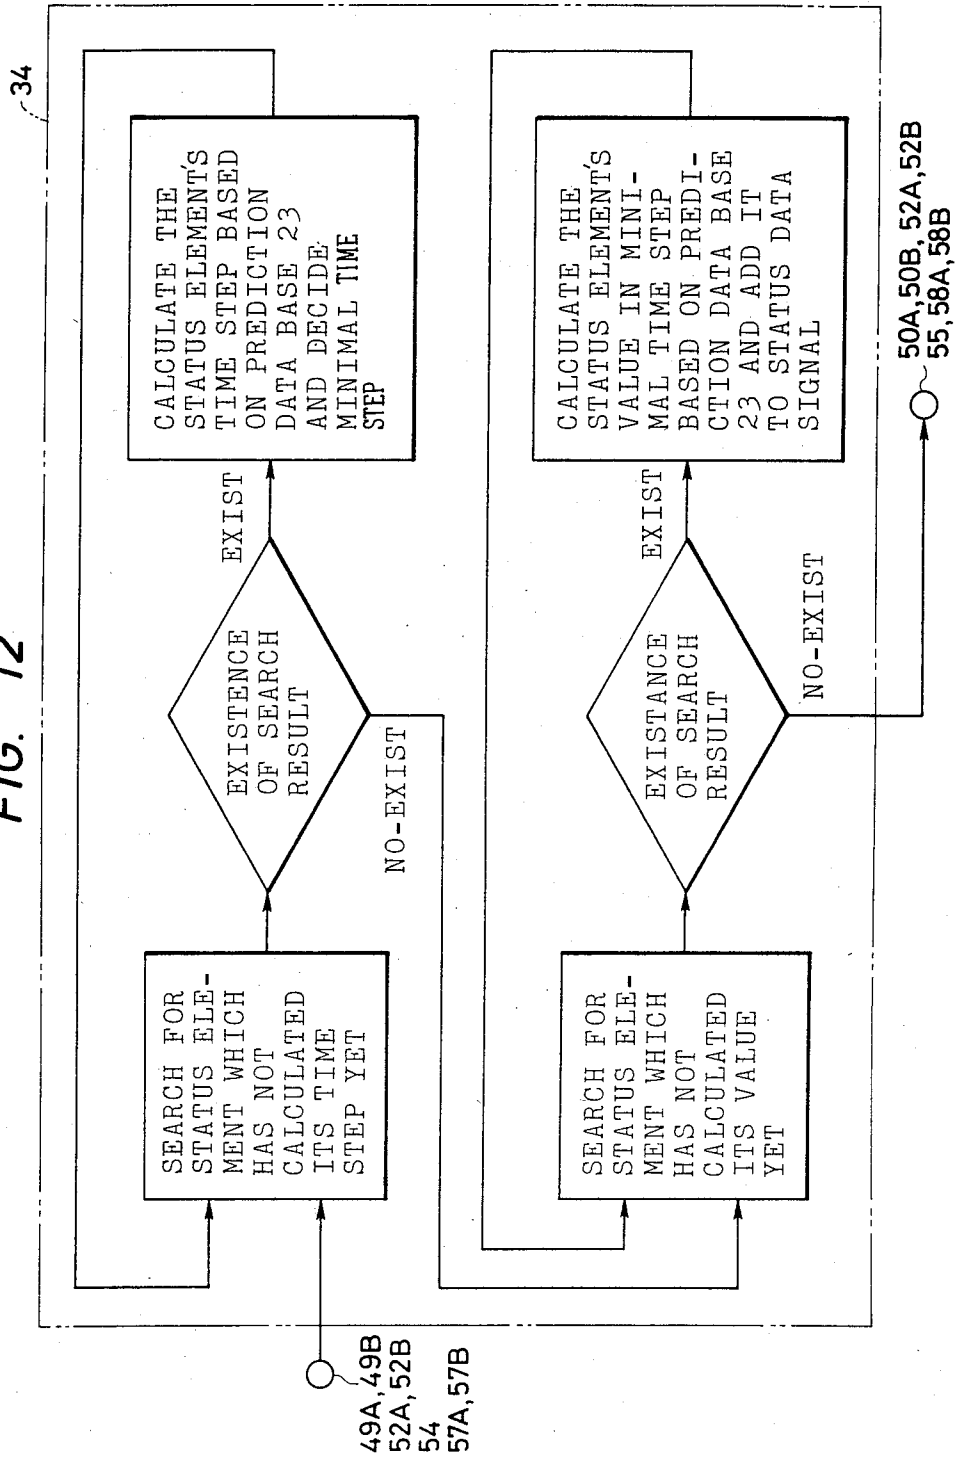 FIG. 12
34
SEARCH FOR
STATUS ELE-
MENT WHICH
HAS NOT
CALCULATED
ITS TIME
STEP YET
EXISTENCE
OF SEARCH
RESULT
EXIST
NO-EXIST
CALCULATE THE
STATUS ELEMENT'S
TIME STEP BASED
ON PREDICTION
DATA BASE 23
AND DECIDE
MINIMAL TIME
STEP
49A, 49B
52A, 52B
54
57A, 57B
SEARCH FOR
STATUS ELE-
MENT WHICH
HAS NOT
CALCULATED
ITS VALUE
YET
EXISTANCE
OF SEARCH
RESULT
EXIST
NO-EXIST
CALCULATE THE
STATUS ELEMENT'S
VALUE IN MINI-
MAL TIME STEP
BASED ON PREDI-
CTION DATA BASE
23 AND ADD IT
TO STATUS DATA
SIGNAL
50A, 50B, 52A, 52B
55, 58A, 58B